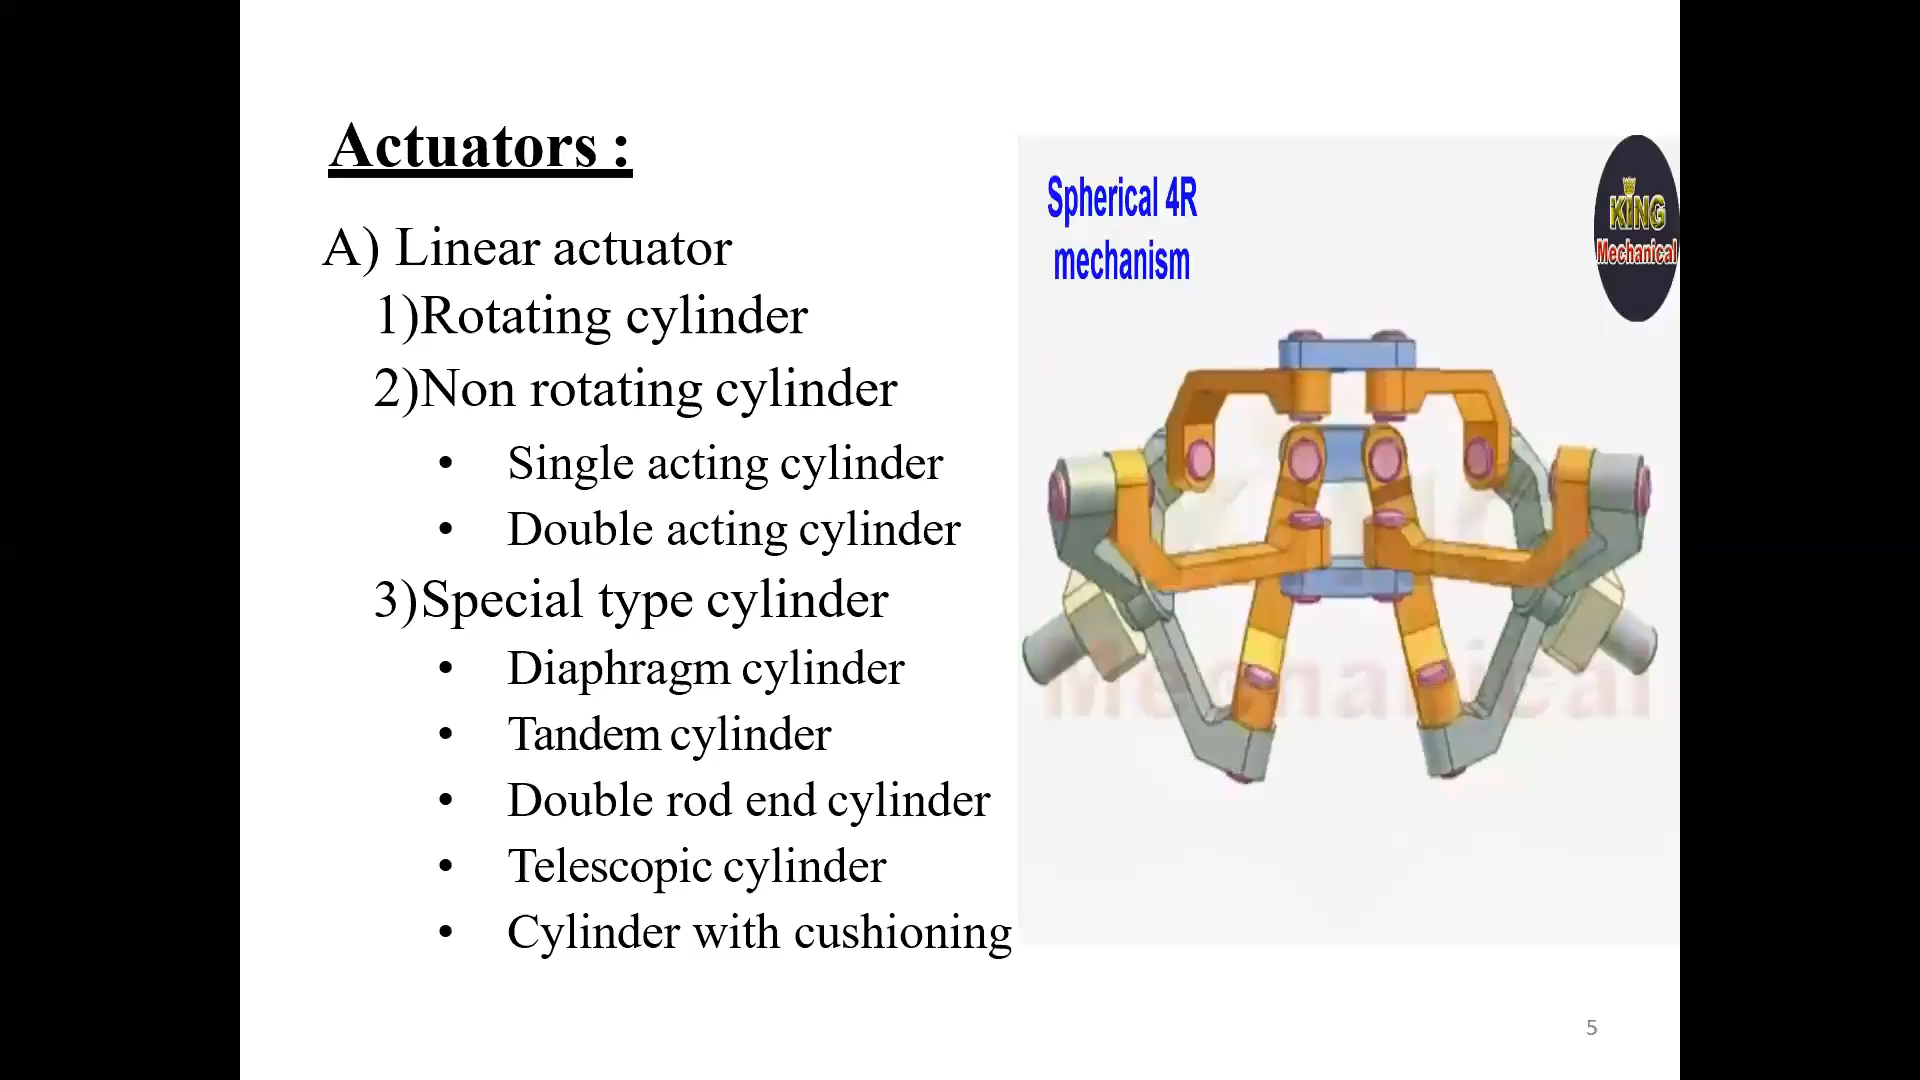 Actuators :
A) Linear actuator
1)Rotating cylinder
2)Non rotating cylinder
• Single acting cylinder
• Double acting cylinder
3)Special type cylinder
• Diaphragm cylinder
• Tandem cylinder
• Double rod end cylinder
• Telescopic cylinder
• Cylinder with cushioning
Spherical 4R
mechanism
KING
Mechanical
Mechanical
5